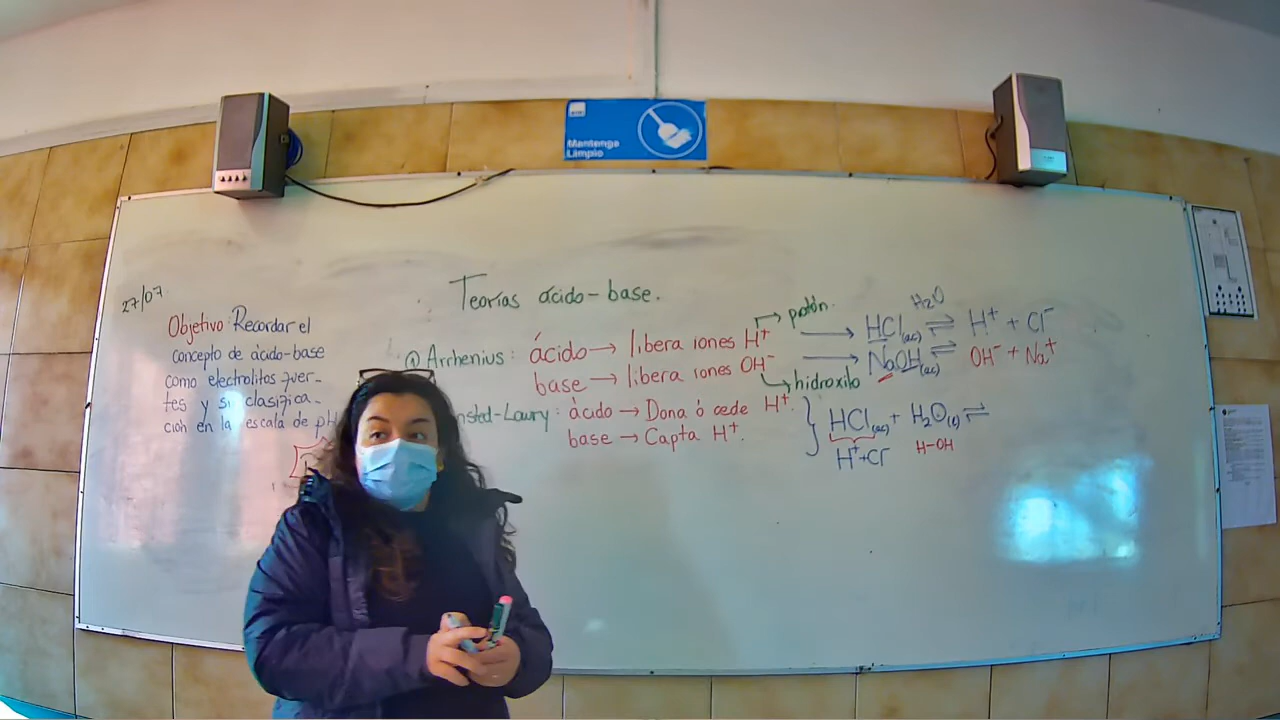 Mantenga
Limpio
27/07
Teorías ácido-base.
Objetivo: Recordar el
concepto de ácido-base
como electrolitos fuer-
tes y su clasifica-
ción en la escala de pH
① Arrhenius: ácido → libera iones H⁺ → protón.
base → libera iones OH⁻ → hidroxilo
→ HCl(ac) ⇌ H⁺ + Cl⁻
H₂O
→ NaOH(ac) ⇌ OH⁻ + Na⁺
nsted-Lowry: ácido → Dona ó cede H⁺.
base → Capta H⁺.
} HCl(ac) + H₂O(l) ⇌
H⁺+Cl⁻ H-OH